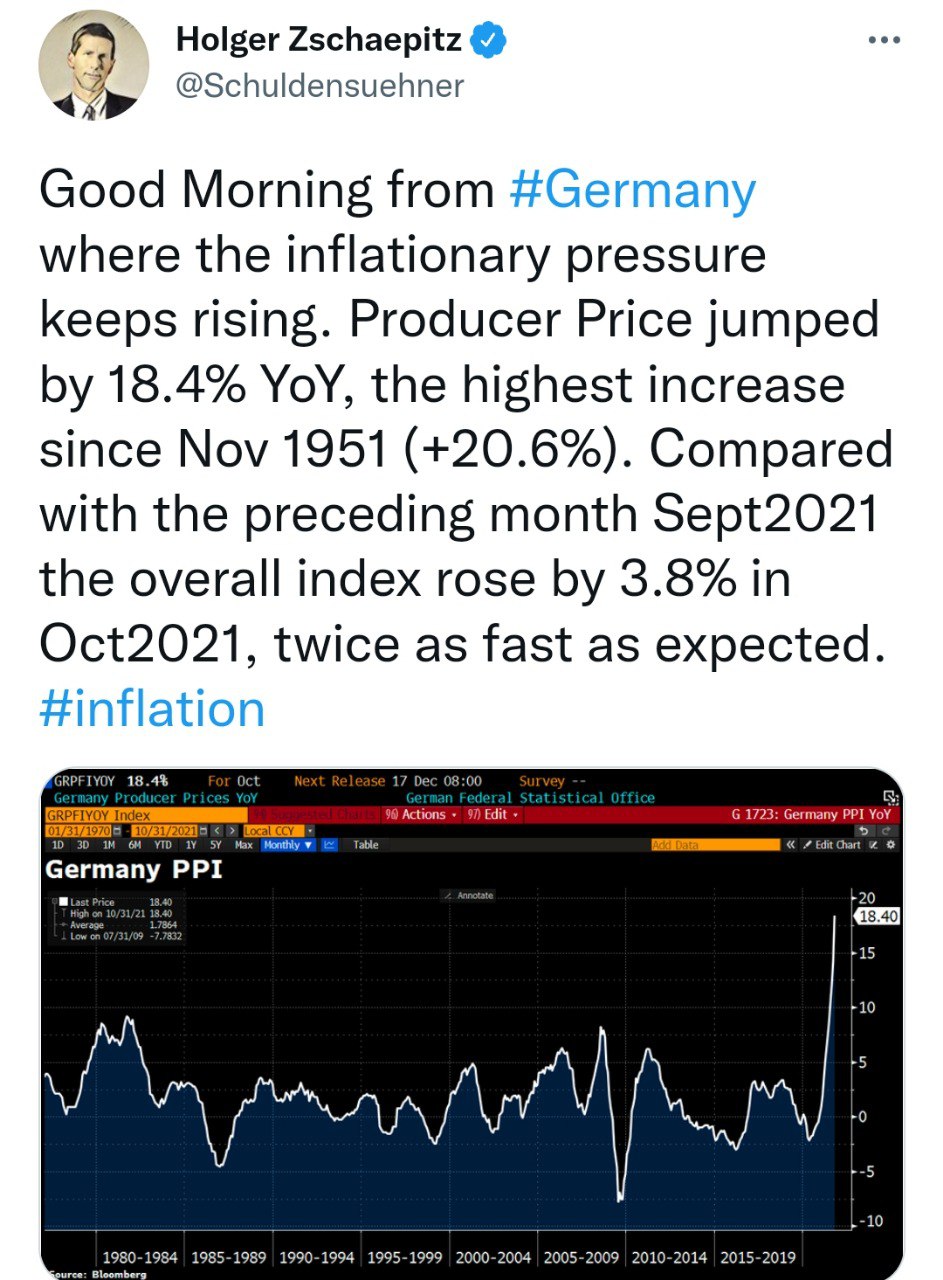 Holger Zschaepitz
@Schuldensuehner
Good Morning from #Germany
where the inflationary pressure
keeps rising. Producer Price jumped
by 18.4% YoY, the highest increase
since Nov 1951 (+20.6%). Compared
with the preceding month Sept2021
the overall index rose by 3.8% in
Oct2021, twice as fast as expected.
#inflation
GRPFIYOY 18.4% For Oct Next Release 17 Dec 08:00 Survey --
Germany Producer Prices YoY German Federal Statistical Office
GRPFIYOY Index Suggested Charts 96) Actions 97) Edit G 1723: Germany PPI YoY
01/31/1970 - 10/31/2021 < > Local CCY
1D 3D 1M 6M YTD 1Y 5Y Max Monthly ▼ Table Add Data « Edit Chart
Germany PPI
Annotate
Last Price 18.40
High on 10/31/21 18.40
Average 1.7864
Low on 07/31/09 -7.7832
20
18.40
15
10
5
0
-5
-10
1980-1984 1985-1989 1990-1994 1995-1999 2000-2004 2005-2009 2010-2014 2015-2019
Source: Bloomberg